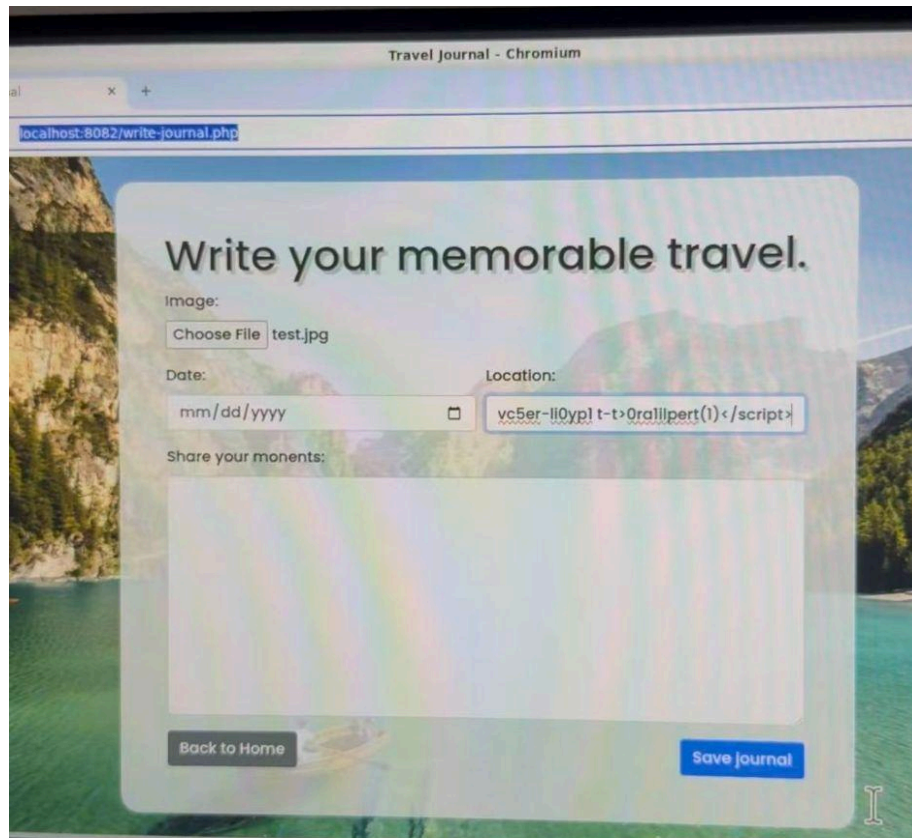 Travel Journal - Chromium
al × +
localhost:8082/write-journal.php
Write your memorable travel.
Image:
Choose File test.jpg
Date: Location:
mm/dd/yyyy </script>
Share your monents:
Back to Home Save journal